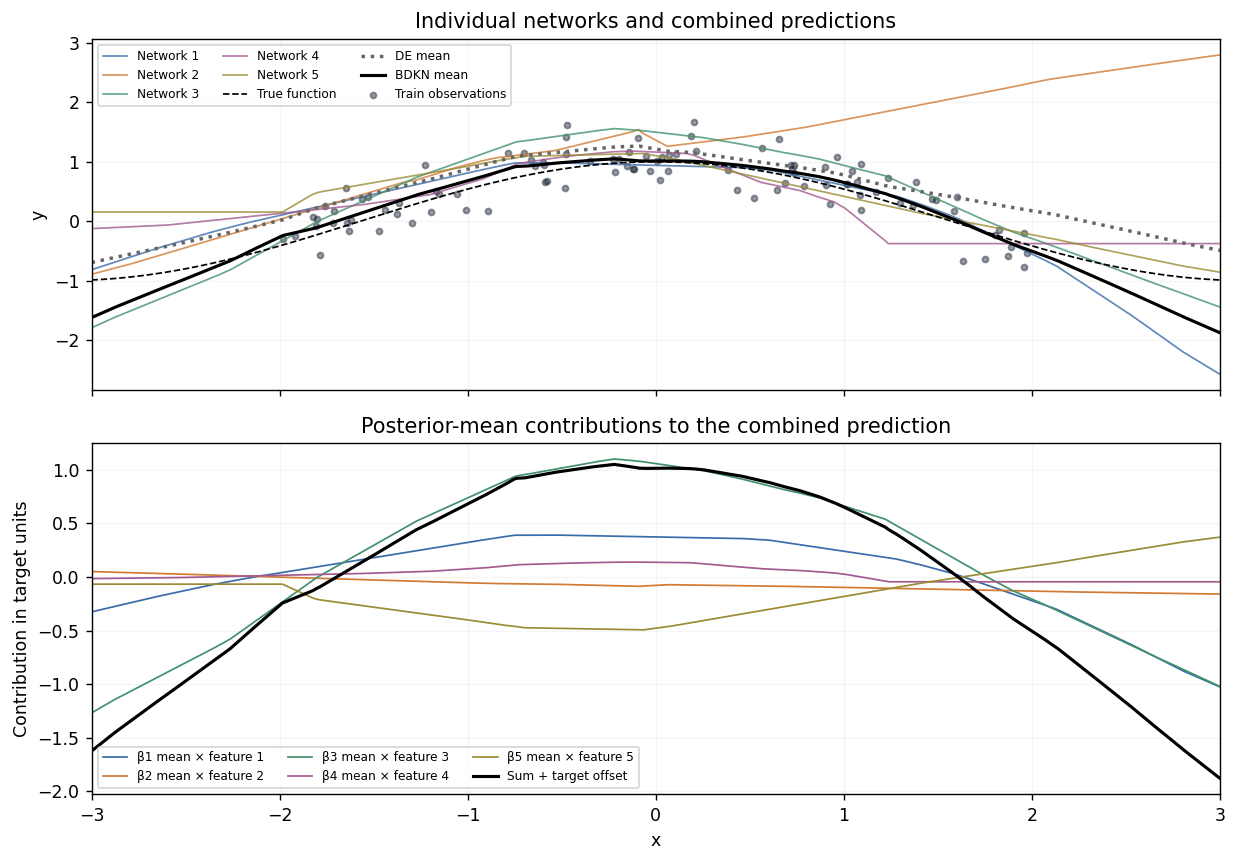 Individual networks and combined predictions
3
2
1
0
−1
−2
y
Network 1
Network 2
Network 3
Network 4
Network 5
True function
DE mean
BDKN mean
Train observations
Posterior-mean contributions to the combined prediction
1.0
0.5
0.0
−0.5
−1.0
−1.5
−2.0
Contribution in target units
β1 mean × feature 1
β2 mean × feature 2
β3 mean × feature 3
β4 mean × feature 4
β5 mean × feature 5
Sum + target offset
−3
−2
−1
0
1
2
3
x